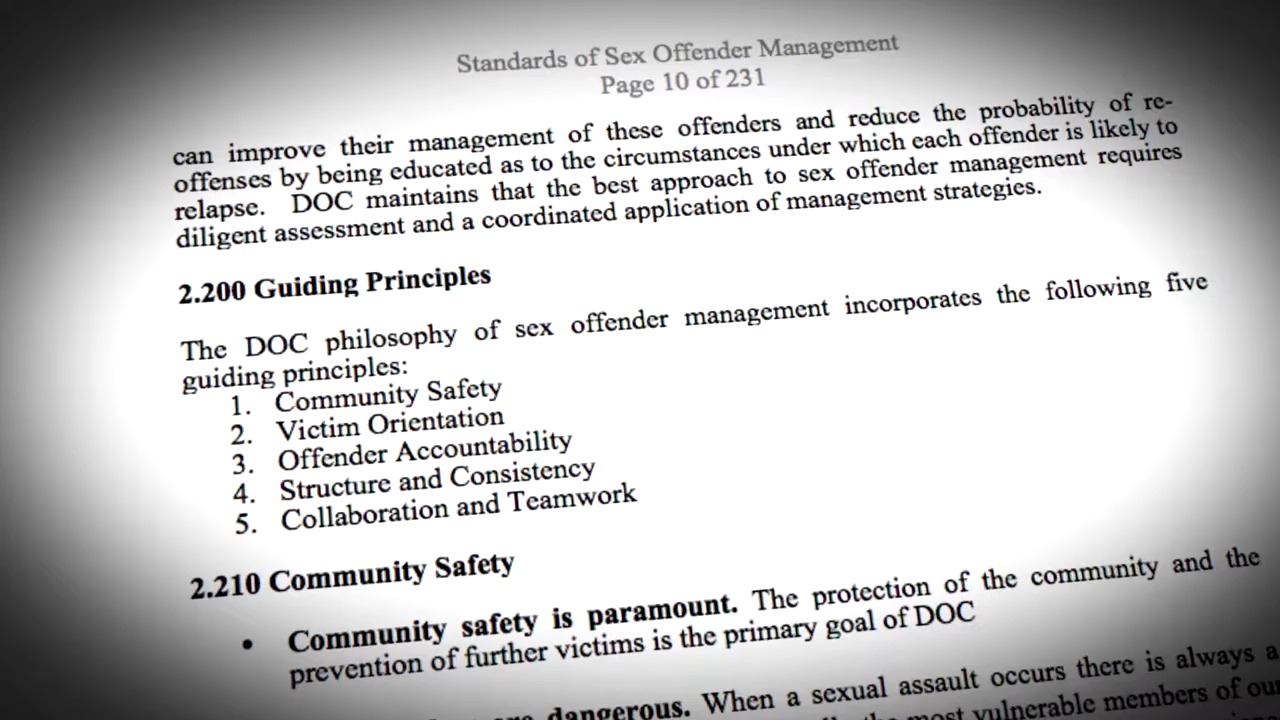 Standards of Sex Offender Management
Page 10 of 231
can improve their management of these offenders and reduce the probability of re-
offenses by being educated as to the circumstances under which each offender is likely to
relapse. DOC maintains that the best approach to sex offender management requires
diligent assessment and a coordinated application of management strategies.
2.200 Guiding Principles
The DOC philosophy of sex offender management incorporates the following five
guiding principles:
1. Community Safety
2. Victim Orientation
3. Offender Accountability
4. Structure and Consistency
5. Collaboration and Teamwork
2.210 Community Safety
• Community safety is paramount. The protection of the community and the
prevention of further victims is the primary goal of DOC
dangerous. When a sexual assault occurs there is always a
most vulnerable members of our